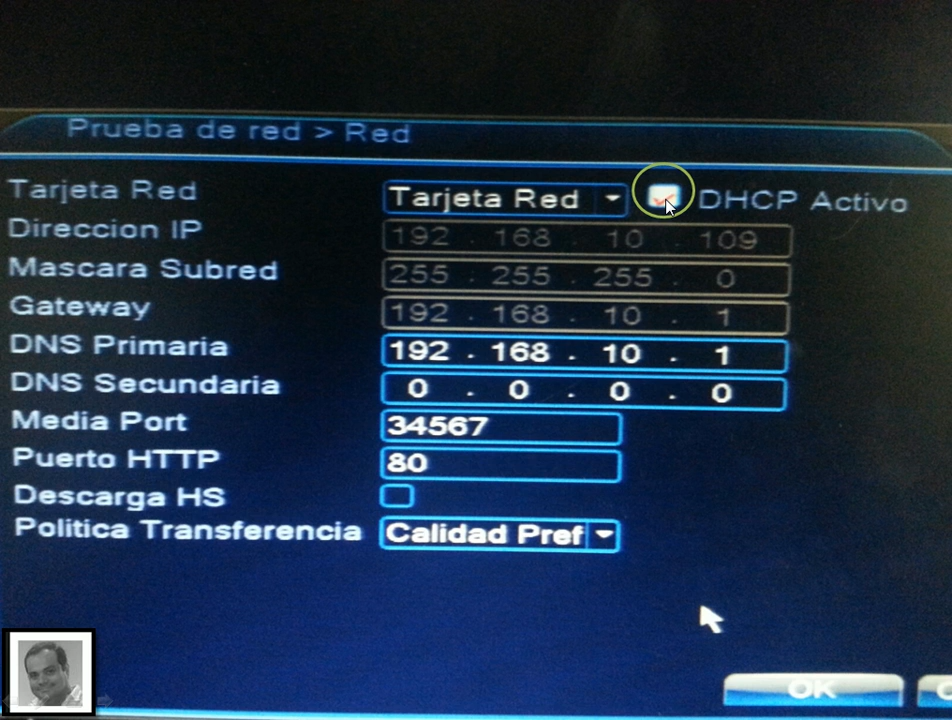 Prueba de red > Red
Tarjeta Red Tarjeta Red DHCP Activo
Direccion IP 192 . 168 . 10 . 109
Mascara Subred 255 . 255 . 255 . 0
Gateway 192 . 168 . 10 . 1
DNS Primaria 192 . 168 . 10 . 1
DNS Secundaria 0 . 0 . 0 . 0
Media Port 34567
Puerto HTTP 80
Descarga HS
Politica Transferencia Calidad Pref
OK